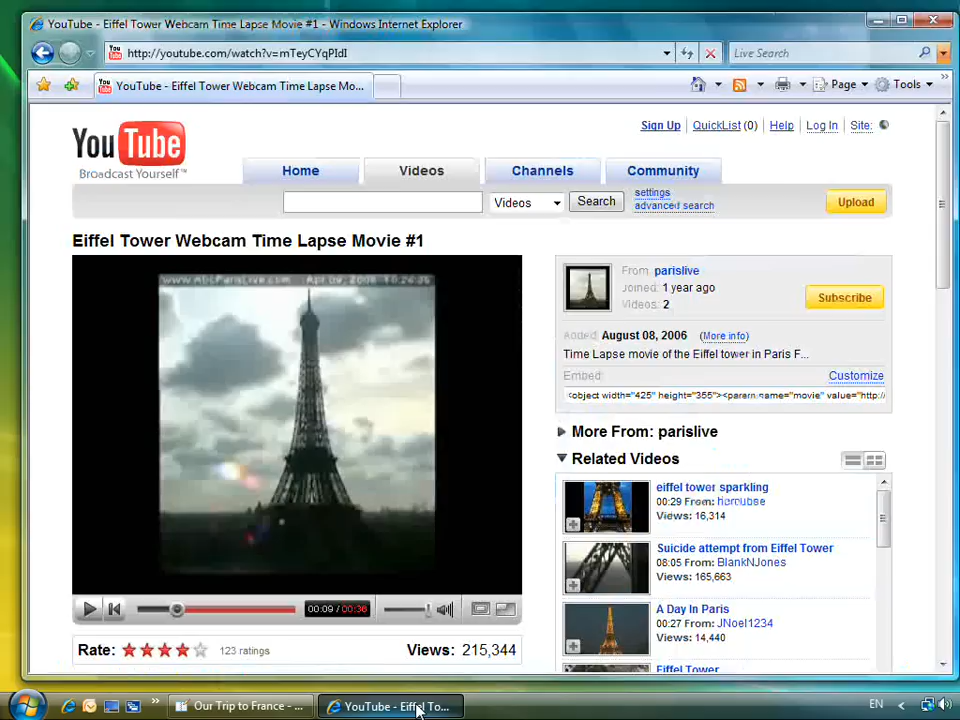 YouTube - Eiffel Tower Webcam Time Lapse Movie #1 - Windows Internet Explorer
http://youtube.com/watch?v=mTeyCYqPIdI
Live Search
YouTube - Eiffel Tower Webcam Time Lapse Mo...
Page
Tools
YouTube
Broadcast Yourself™
Sign Up | QuickList (0) | Help | Log In | Site:
Home
Videos
Channels
Community
Videos
Search
settings
advanced search
Upload
Eiffel Tower Webcam Time Lapse Movie #1
www.AbcParisLive.com
00:09 / 00:36
Rate:
123 ratings
Views: 215,344
From: parislive
Joined: 1 year ago
Videos: 2
Subscribe
Added: August 08, 2006 (More info)
Time Lapse movie of the Eiffel tower in Paris F...
Embed:
Customize
<object width="425" height="355"><param name="movie" value="http://
More From: parislive
Related Videos
eiffel tower sparkling
00:29 From:
Views: 16,314
Suicide attempt from Eiffel Tower
08:05 From: BlankNJones
Views: 165,663
A Day In Paris
00:27 From: JNoel1234
Views: 14,440
Eiffel Tower
Our Trip to France - ...
YouTube - Eiffel To...
EN